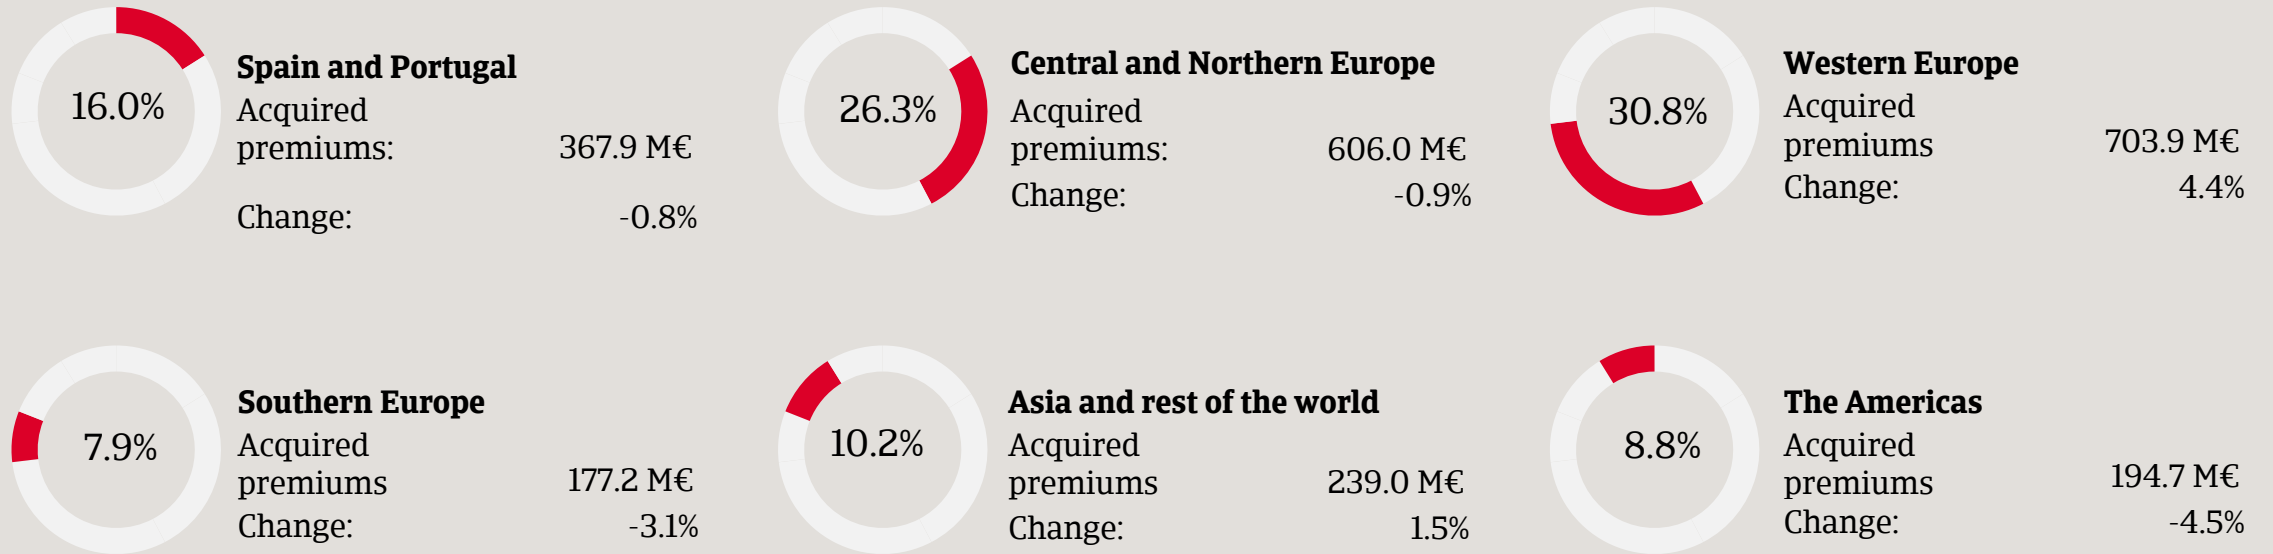 16.0%
Spain and Portugal
Acquired
premiums: 367.9 M€
Change: -0.8%
26.3%
Central and Northern Europe
Acquired
premiums: 606.0 M€
Change: -0.9%
30.8%
Western Europe
Acquired
premiums 703.9 M€
Change: 4.4%
7.9%
Southern Europe
Acquired
premiums 177.2 M€
Change: -3.1%
10.2%
Asia and rest of the world
Acquired
premiums 239.0 M€
Change: 1.5%
8.8%
The Americas
Acquired
premiums 194.7 M€
Change: -4.5%